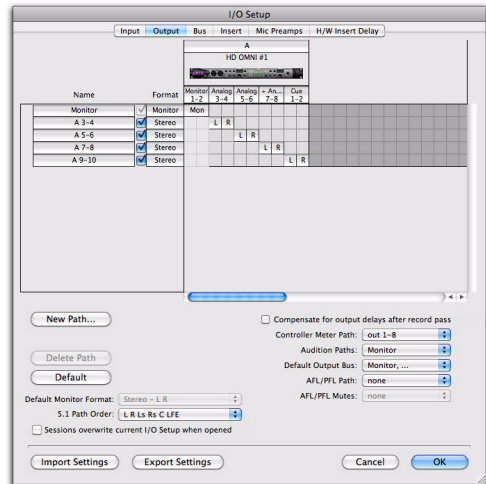 I/O Setup
Input Output Bus Insert Mic Preamps H/W Insert Delay
A
HD OMNI #1
Name Format Monitor 1-2 Analog 3-4 Analog 5-6 + An... 7-8 Cue 1-2
Monitor Monitor Mon
A 3-4 Stereo L R
A 5-6 Stereo L R
A 7-8 Stereo L R
A 9-10 Stereo L R
New Path...
Compensate for output delays after record pass
Controller Meter Path: out 1-8
Delete Path
Audition Paths: Monitor
Default
Default Output Bus: Monitor, ...
AFL/PFL Path: none
Default Monitor Format: Stereo - L R
AFL/PFL Mutes: none
5.1 Path Order: L R Ls Rs C LFE
Sessions overwrite current I/O Setup when opened
Import Settings Export Settings Cancel OK